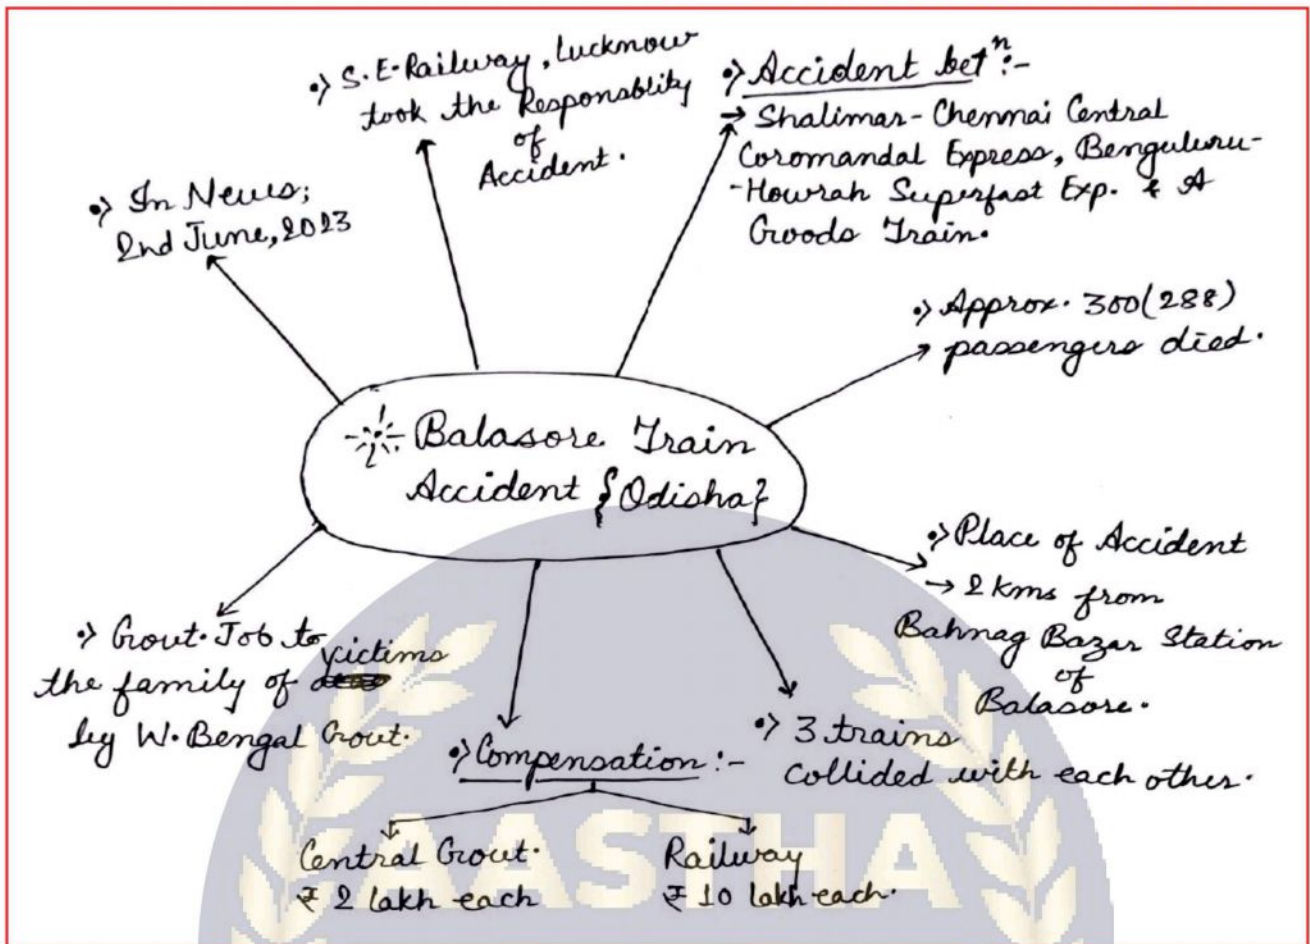 •> S.E-Railway, Lucknow
took the Responsblity
of
Accident.
•> Accident betⁿ:-
→ Shalimar-Chennai Central
Coromandal Express, Benguluru-
-Howrah Superfast Exp. & A
Goods Train.
•> In News;
2nd June, 2023
•> Approx. 300(288)
passengers died.
Balasore Train
Accident {Odisha}
•> Place of Accident
→ 2 kms from
Bahnag Bazar Station
of
Balasore.
•> Govt. Job to
the family of victims
by W. Bengal Govt.
•> 3 trains
collided with each other.
•> Compensation:-
Central Govt.
₹ 2 lakh each
Railway
₹ 10 lakh each.
AASTHA